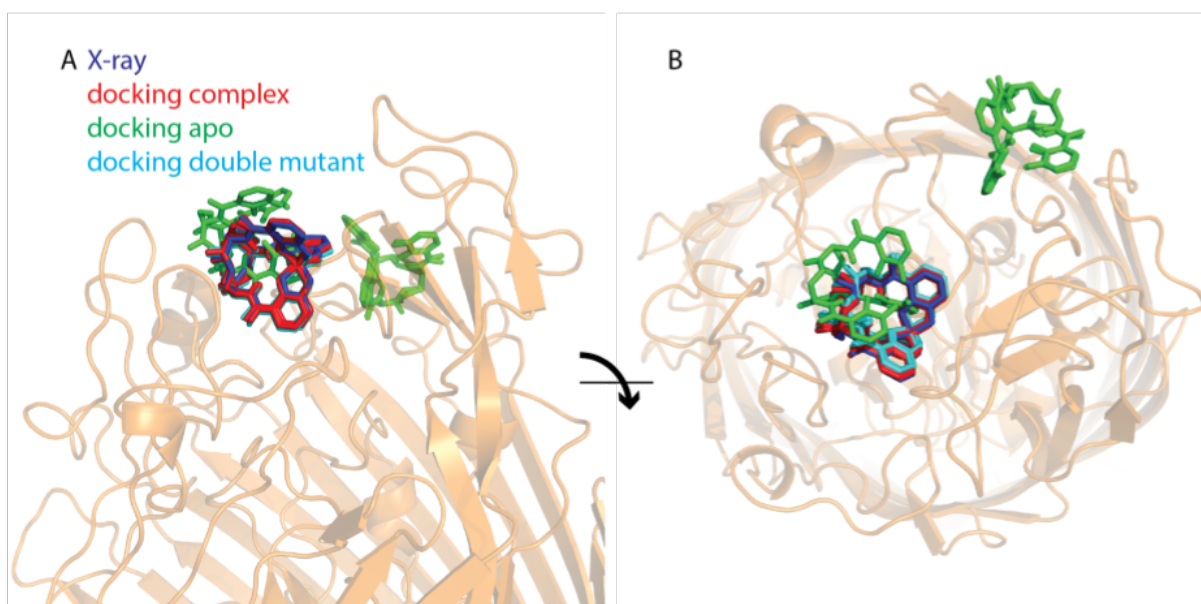 A X-ray
docking complex
docking apo
docking double mutant
B